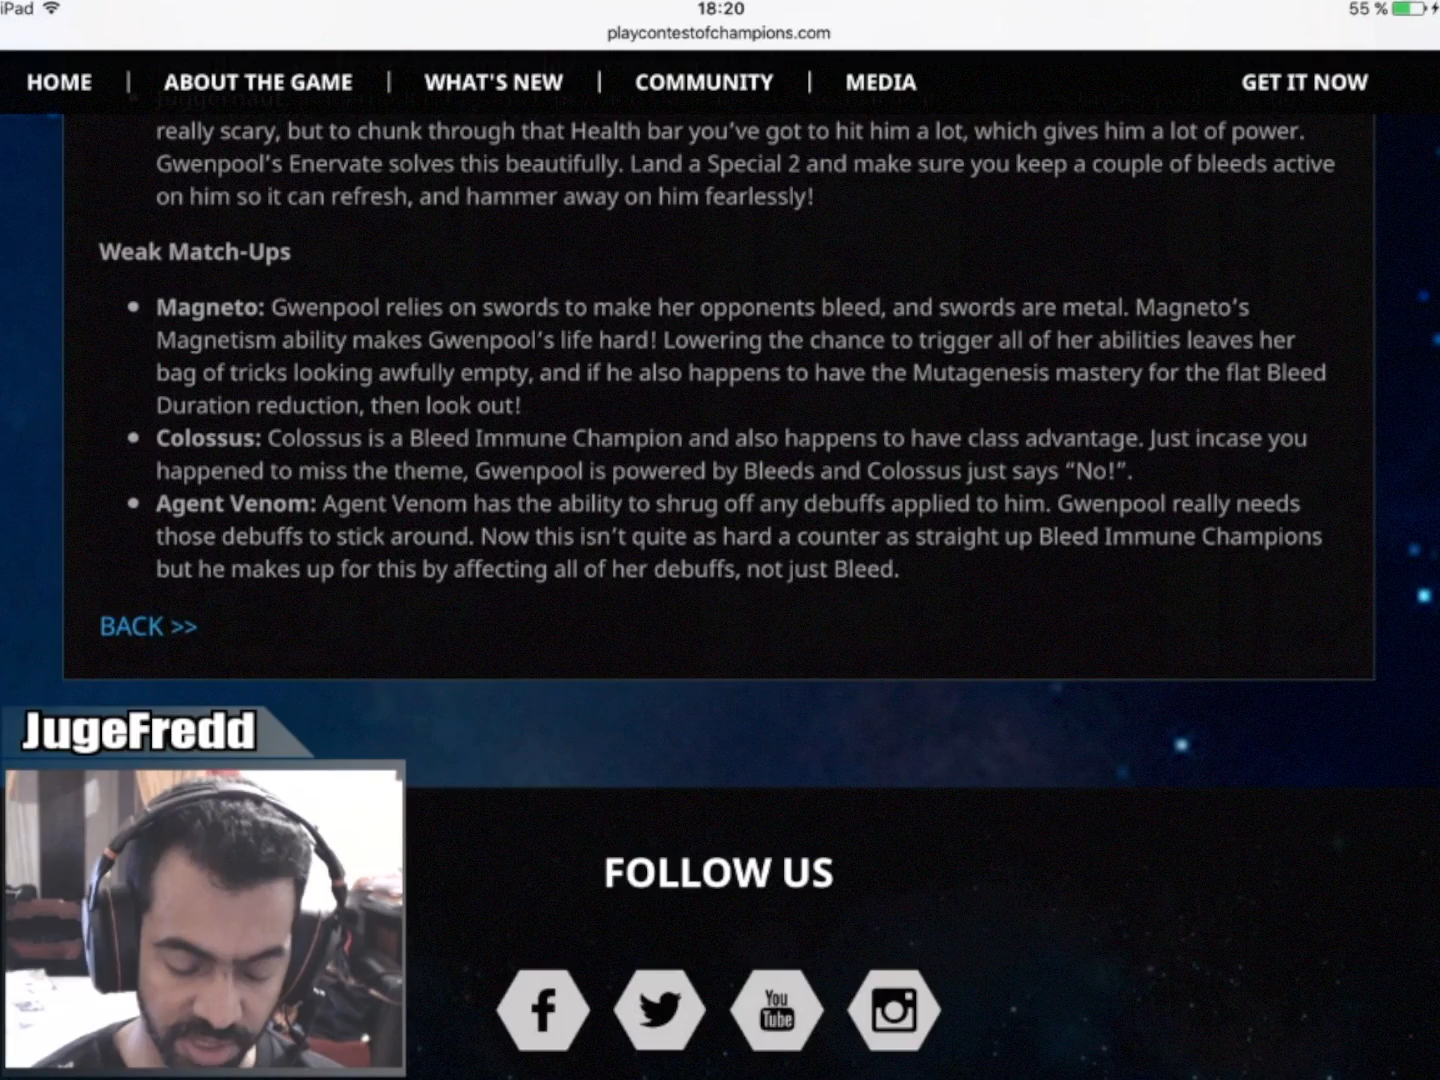 iPad 18:20 55 %
playcontestofchampions.com
HOME | ABOUT THE GAME | WHAT'S NEW | COMMUNITY | MEDIA GET IT NOW
Juggernaut
really scary, but to chunk through that Health bar you’ve got to hit him a lot, which gives him a lot of power.
Gwenpool’s Enervate solves this beautifully. Land a Special 2 and make sure you keep a couple of bleeds active
on him so it can refresh, and hammer away on him fearlessly!
Weak Match-Ups
• Magneto: Gwenpool relies on swords to make her opponents bleed, and swords are metal. Magneto’s
Magnetism ability makes Gwenpool’s life hard! Lowering the chance to trigger all of her abilities leaves her
bag of tricks looking awfully empty, and if he also happens to have the Mutagenesis mastery for the flat Bleed
Duration reduction, then look out!
• Colossus: Colossus is a Bleed Immune Champion and also happens to have class advantage. Just incase you
happened to miss the theme, Gwenpool is powered by Bleeds and Colossus just says “No!”.
• Agent Venom: Agent Venom has the ability to shrug off any debuffs applied to him. Gwenpool really needs
those debuffs to stick around. Now this isn’t quite as hard a counter as straight up Bleed Immune Champions
but he makes up for this by affecting all of her debuffs, not just Bleed.
BACK >>
JugeFredd
FOLLOW US
You
Tube